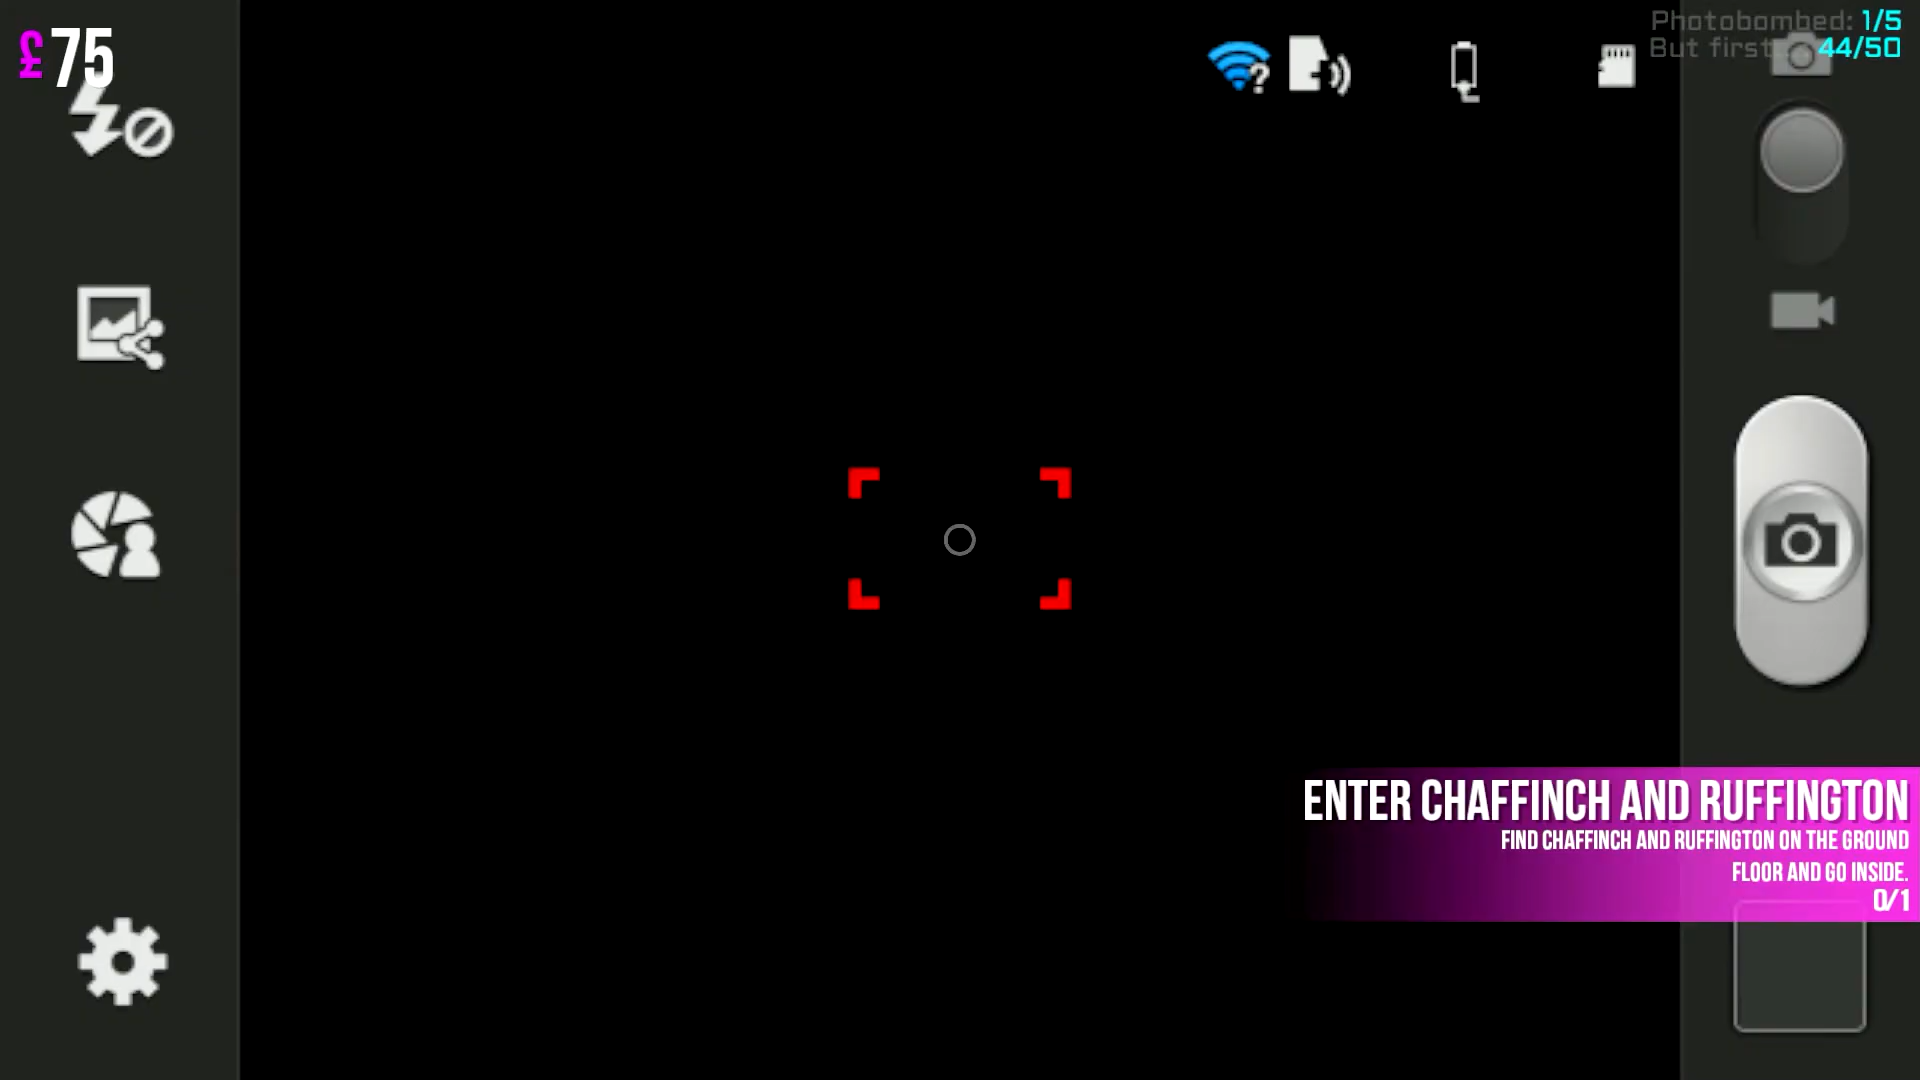 £75
Photobombed: 1/5
But first... 44/50
ENTER CHAFFINCH AND RUFFINGTON
FIND CHAFFINCH AND RUFFINGTON ON THE GROUND
FLOOR AND GO INSIDE.
0/1